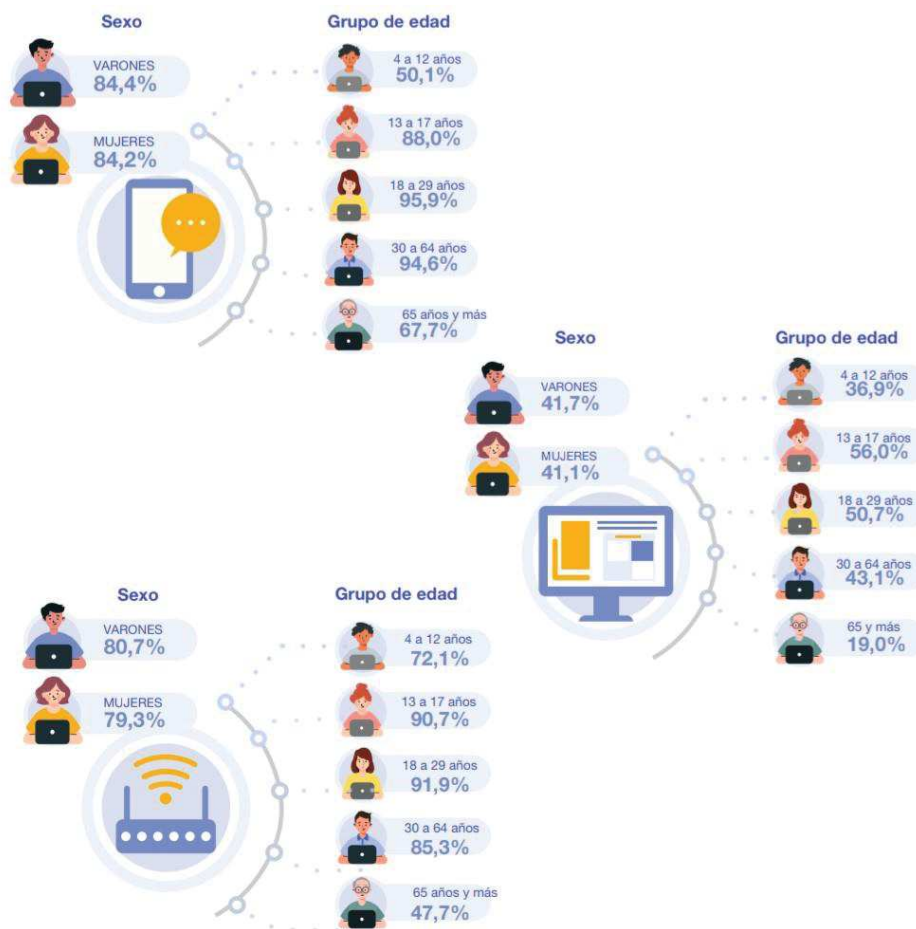 Sexo
VARONES
84,4%
MUJERES
84,2%
Grupo de edad
4 a 12 años
50,1%
13 a 17 años
88,0%
18 a 29 años
95,9%
30 a 64 años
94,6%
65 años y más
67,7%
Sexo
VARONES
41,7%
MUJERES
41,1%
Grupo de edad
4 a 12 años
36,9%
13 a 17 años
56,0%
18 a 29 años
50,7%
30 a 64 años
43,1%
65 y más
19,0%
Sexo
VARONES
80,7%
MUJERES
79,3%
Grupo de edad
4 a 12 años
72,1%
13 a 17 años
90,7%
18 a 29 años
91,9%
30 a 64 años
85,3%
65 años y más
47,7%